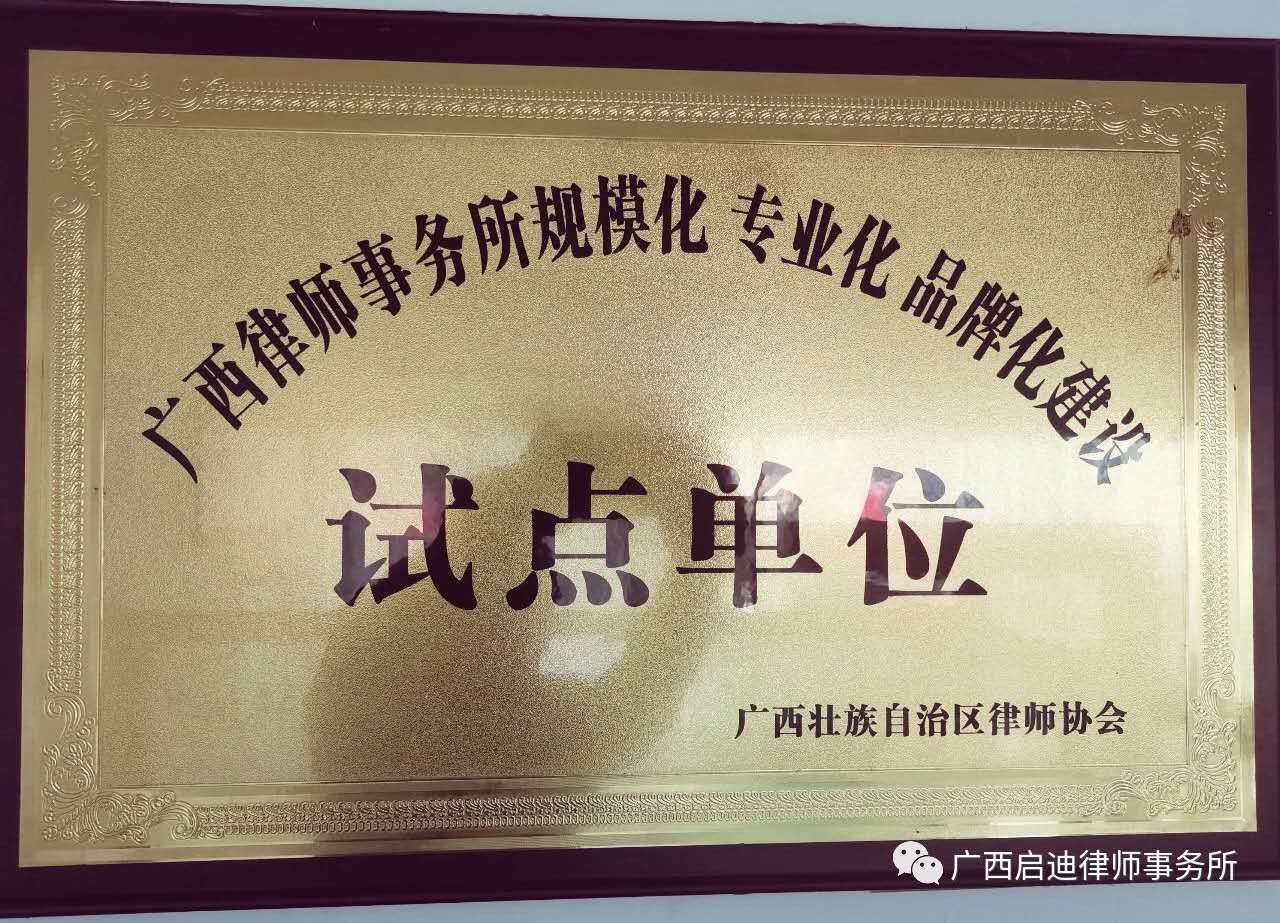 广西律师事务所规模化 专业化 品牌化建设
试点单位
广西壮族自治区律师协会
广西启迪律师事务所